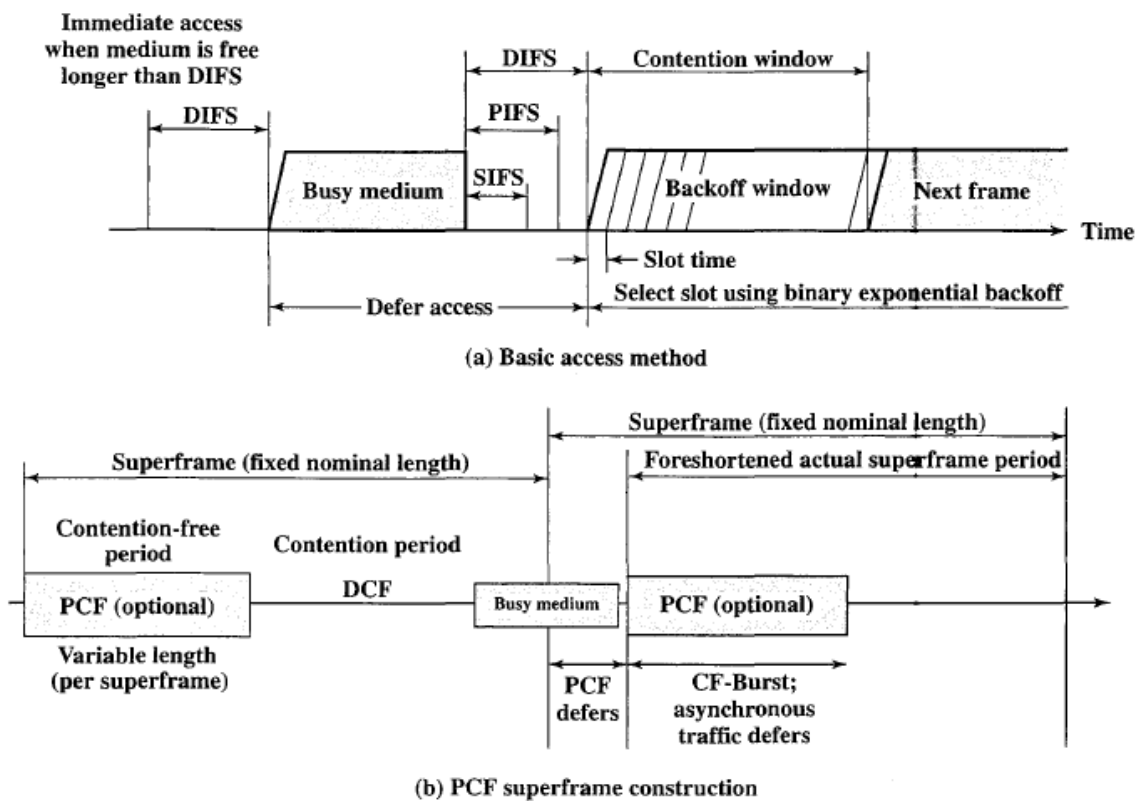 Immediate access
when medium is free
longer than DIFS
DIFS
DIFS
Contention window
PIFS
SIFS
Busy medium
Backoff window
Next frame
Time
Slot time
Defer access
Select slot using binary exponential backoff
(a) Basic access method
Superframe (fixed nominal length)
Superframe (fixed nominal length)
Foreshortened actual superframe period
Contention-free
period
Contention period
PCF (optional)
DCF
Busy medium
PCF (optional)
Variable length
(per superframe)
PCF
defers
CF-Burst;
asynchronous
traffic defers
(b) PCF superframe construction